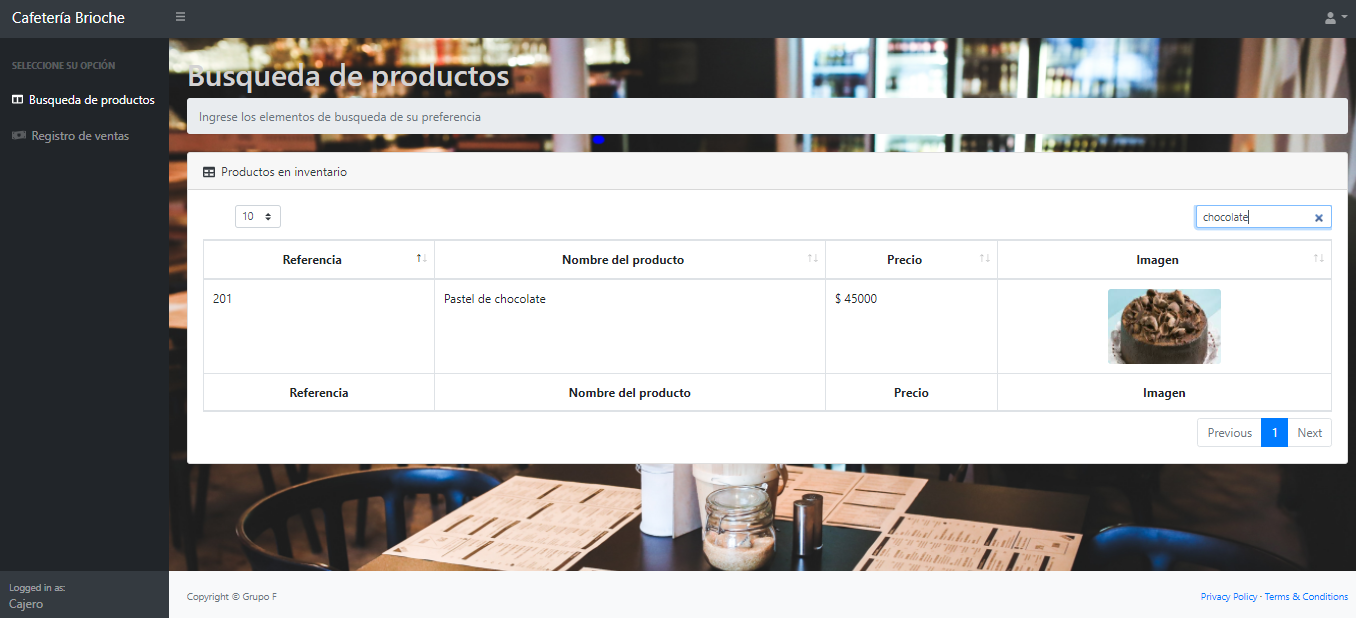 Cafetería Brioche
SELECCIONE SU OPCIÓN
Busqueda de productos
Registro de ventas
Logged in as:
Cajero
Busqueda de productos
Ingrese los elementos de busqueda de su preferencia
Productos en inventario
10
chocolate
Referencia Nombre del producto Precio Imagen
201 Pastel de chocolate $ 45000
Referencia Nombre del producto Precio Imagen
Previous 1 Next
Copyright © Grupo F
Privacy Policy · Terms & Conditions